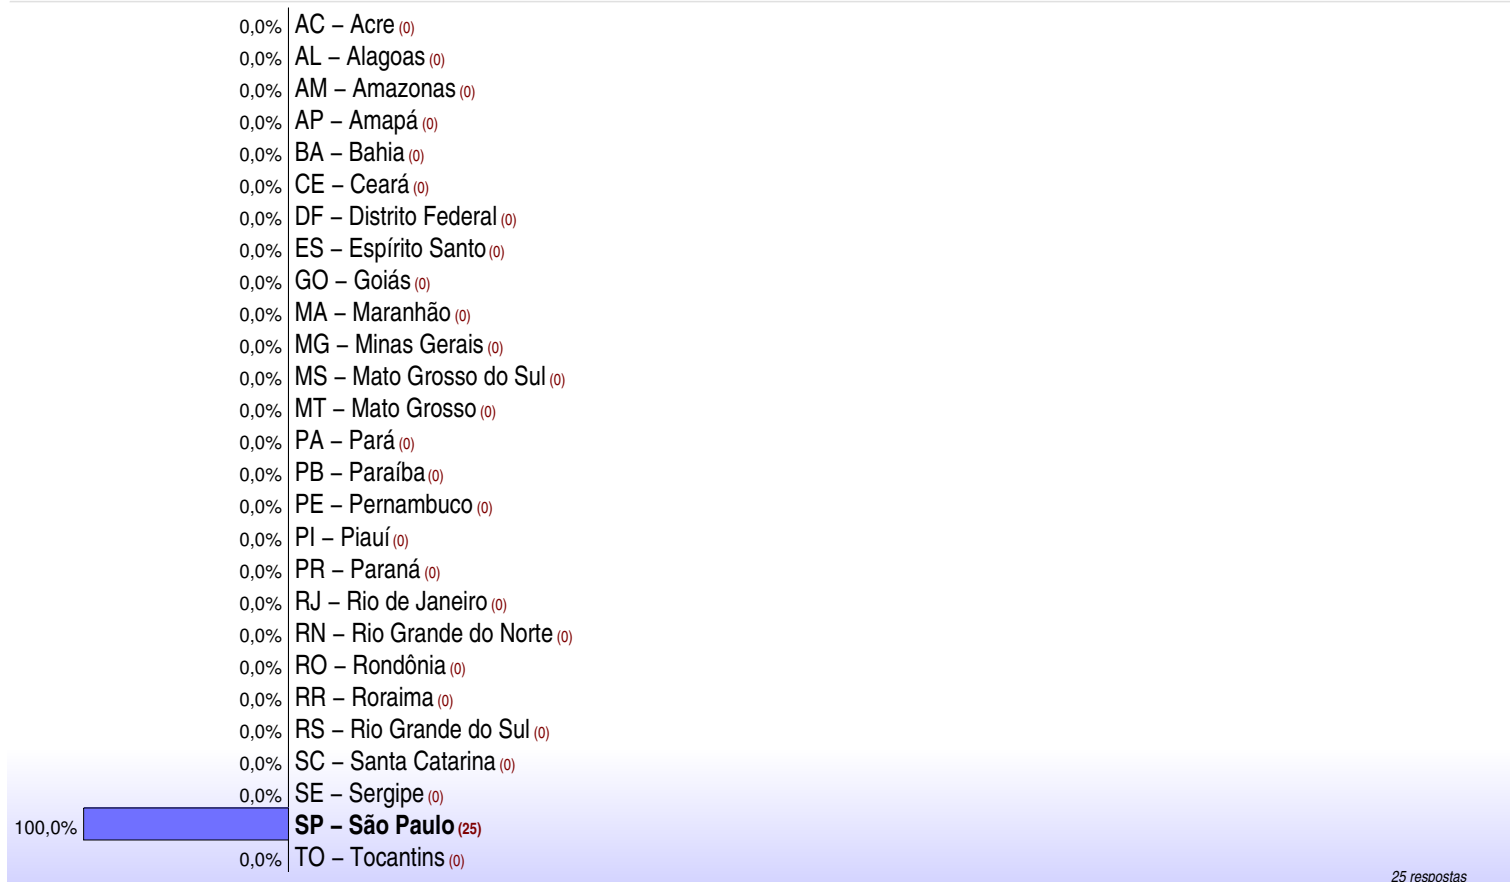 0,0% AC – Acre (0)
0,0% AL – Alagoas (0)
0,0% AM – Amazonas (0)
0,0% AP – Amapá (0)
0,0% BA – Bahia (0)
0,0% CE – Ceará (0)
0,0% DF – Distrito Federal (0)
0,0% ES – Espírito Santo (0)
0,0% GO – Goiás (0)
0,0% MA – Maranhão (0)
0,0% MG – Minas Gerais (0)
0,0% MS – Mato Grosso do Sul (0)
0,0% MT – Mato Grosso (0)
0,0% PA – Pará (0)
0,0% PB – Paraíba (0)
0,0% PE – Pernambuco (0)
0,0% PI – Piauí (0)
0,0% PR – Paraná (0)
0,0% RJ – Rio de Janeiro (0)
0,0% RN – Rio Grande do Norte (0)
0,0% RO – Rondônia (0)
0,0% RR – Roraima (0)
0,0% RS – Rio Grande do Sul (0)
0,0% SC – Santa Catarina (0)
0,0% SE – Sergipe (0)
100,0% SP – São Paulo (25)
0,0% TO – Tocantins (0)
25 respostas